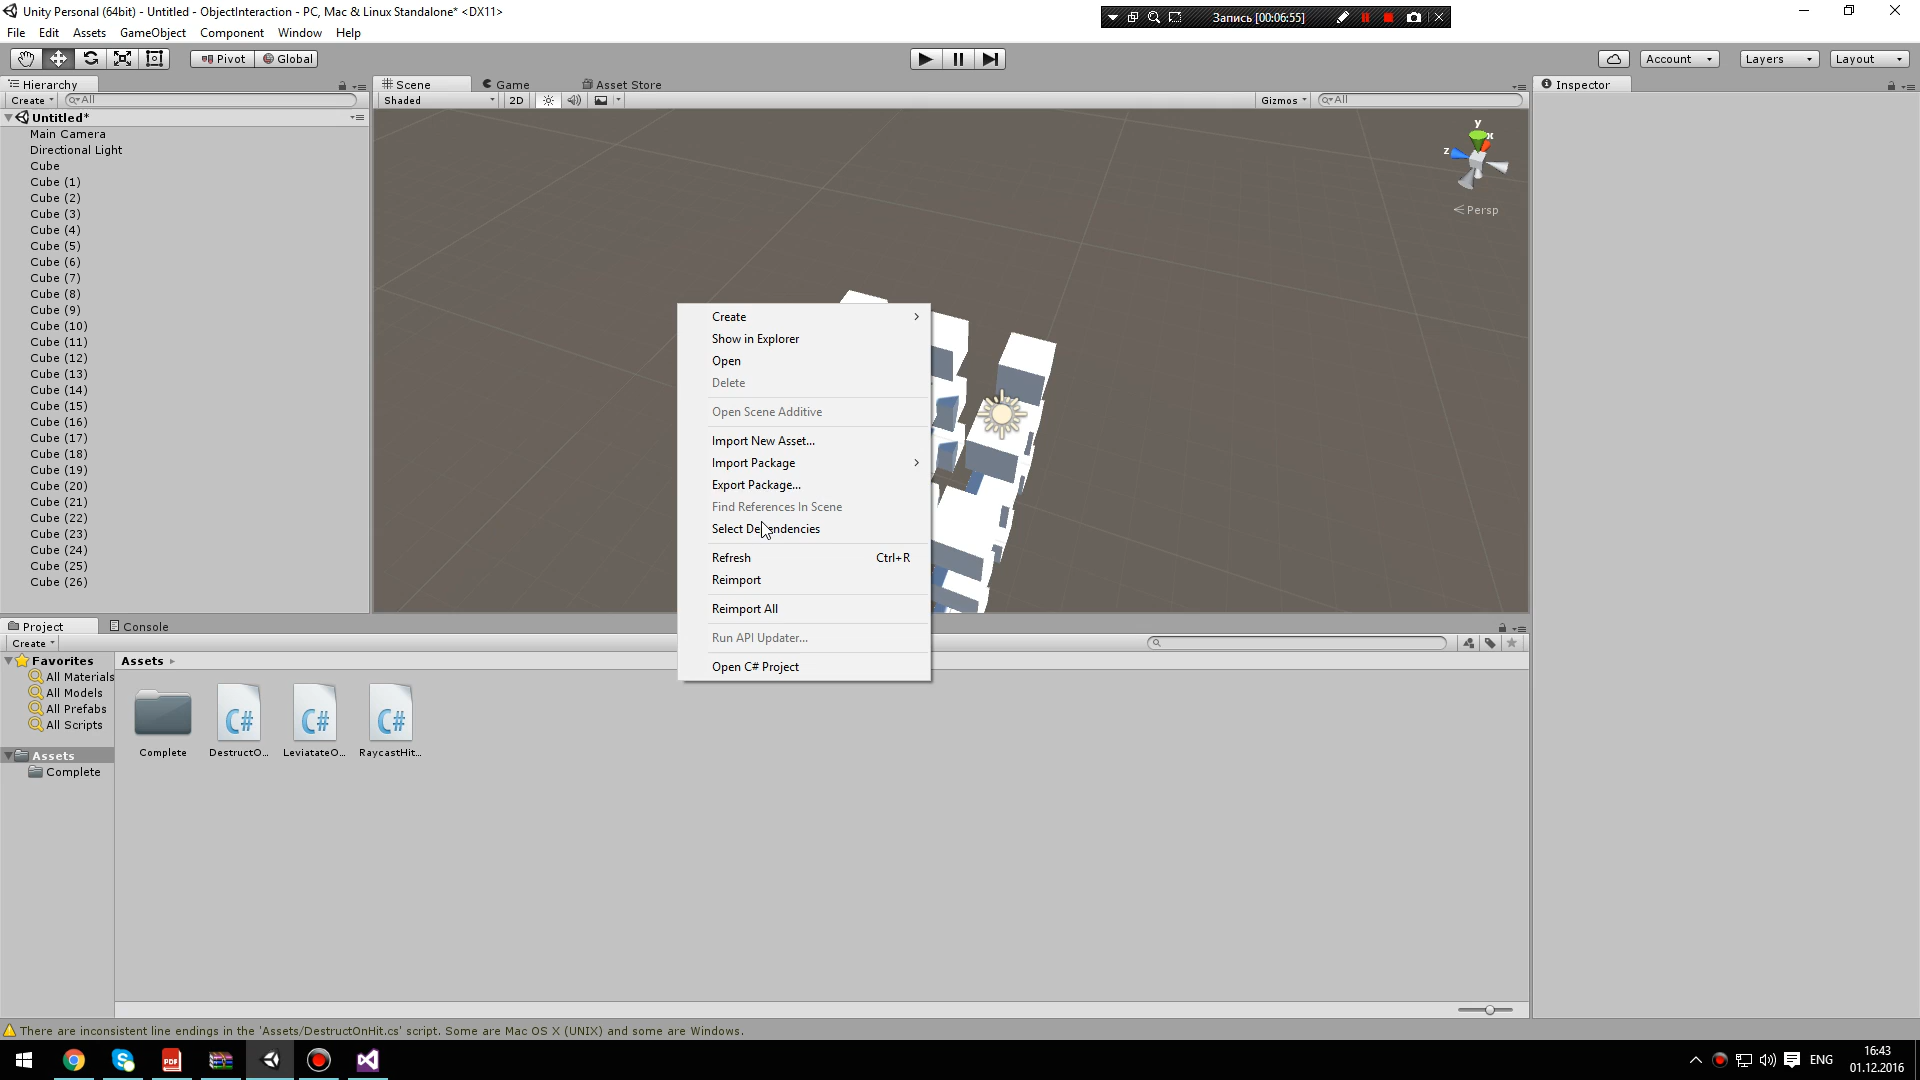 Unity Personal (64bit) - Untitled - ObjectInteraction - PC, Mac & Linux Standalone* <DX11>
Запись [00:06:55]
File Edit Assets GameObject Component Window Help
Pivot Global
Account Layers Layout
Hierarchy
Scene Game Asset Store
Inspector
Create All
Shaded 2D
Gizmos All
Untitled*
Main Camera
Directional Light
Cube
Cube (1)
Cube (2)
Cube (3)
Cube (4)
Cube (5)
Cube (6)
Cube (7)
Cube (8)
Cube (9)
Cube (10)
Cube (11)
Cube (12)
Cube (13)
Cube (14)
Cube (15)
Cube (16)
Cube (17)
Cube (18)
Cube (19)
Cube (20)
Cube (21)
Cube (22)
Cube (23)
Cube (24)
Cube (25)
Cube (26)
y
x
z
Persp
Create
Show in Explorer
Open
Delete
Open Scene Additive
Import New Asset...
Import Package
Export Package...
Find References In Scene
Select Dependencies
Refresh Ctrl+R
Reimport
Reimport All
Run API Updater...
Open C# Project
Project Console
Create
Favorites
All Materials
All Models
All Prefabs
All Scripts
Assets
Complete
Assets
C# C# C#
Complete DestructO... LeviatateO... RaycastHit...
There are inconsistent line endings in the 'Assets/DestructOnHit.cs' script. Some are Mac OS X (UNIX) and some are Windows.
PDF
ENG
16:43
01.12.2016